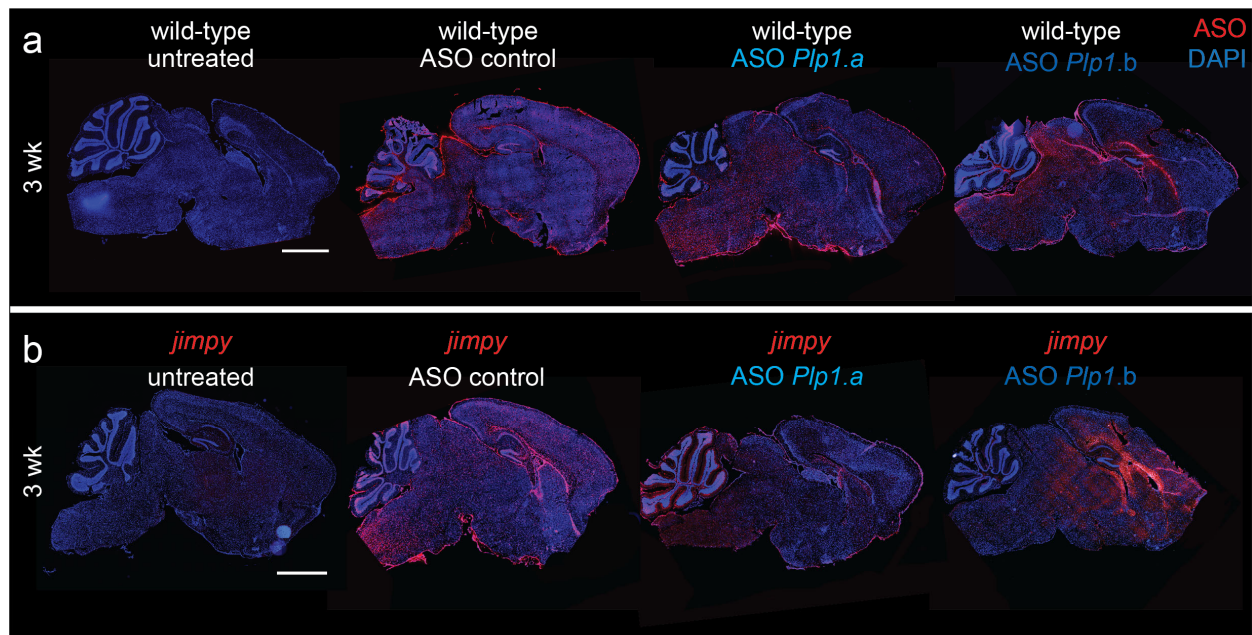 a
wild-type
untreated
wild-type
ASO control
wild-type
ASO Plp1.a
wild-type
ASO Plp1.b
ASO
DAPI
3 wk
b
jimpy
untreated
jimpy
ASO control
jimpy
ASO Plp1.a
jimpy
ASO Plp1.b
3 wk